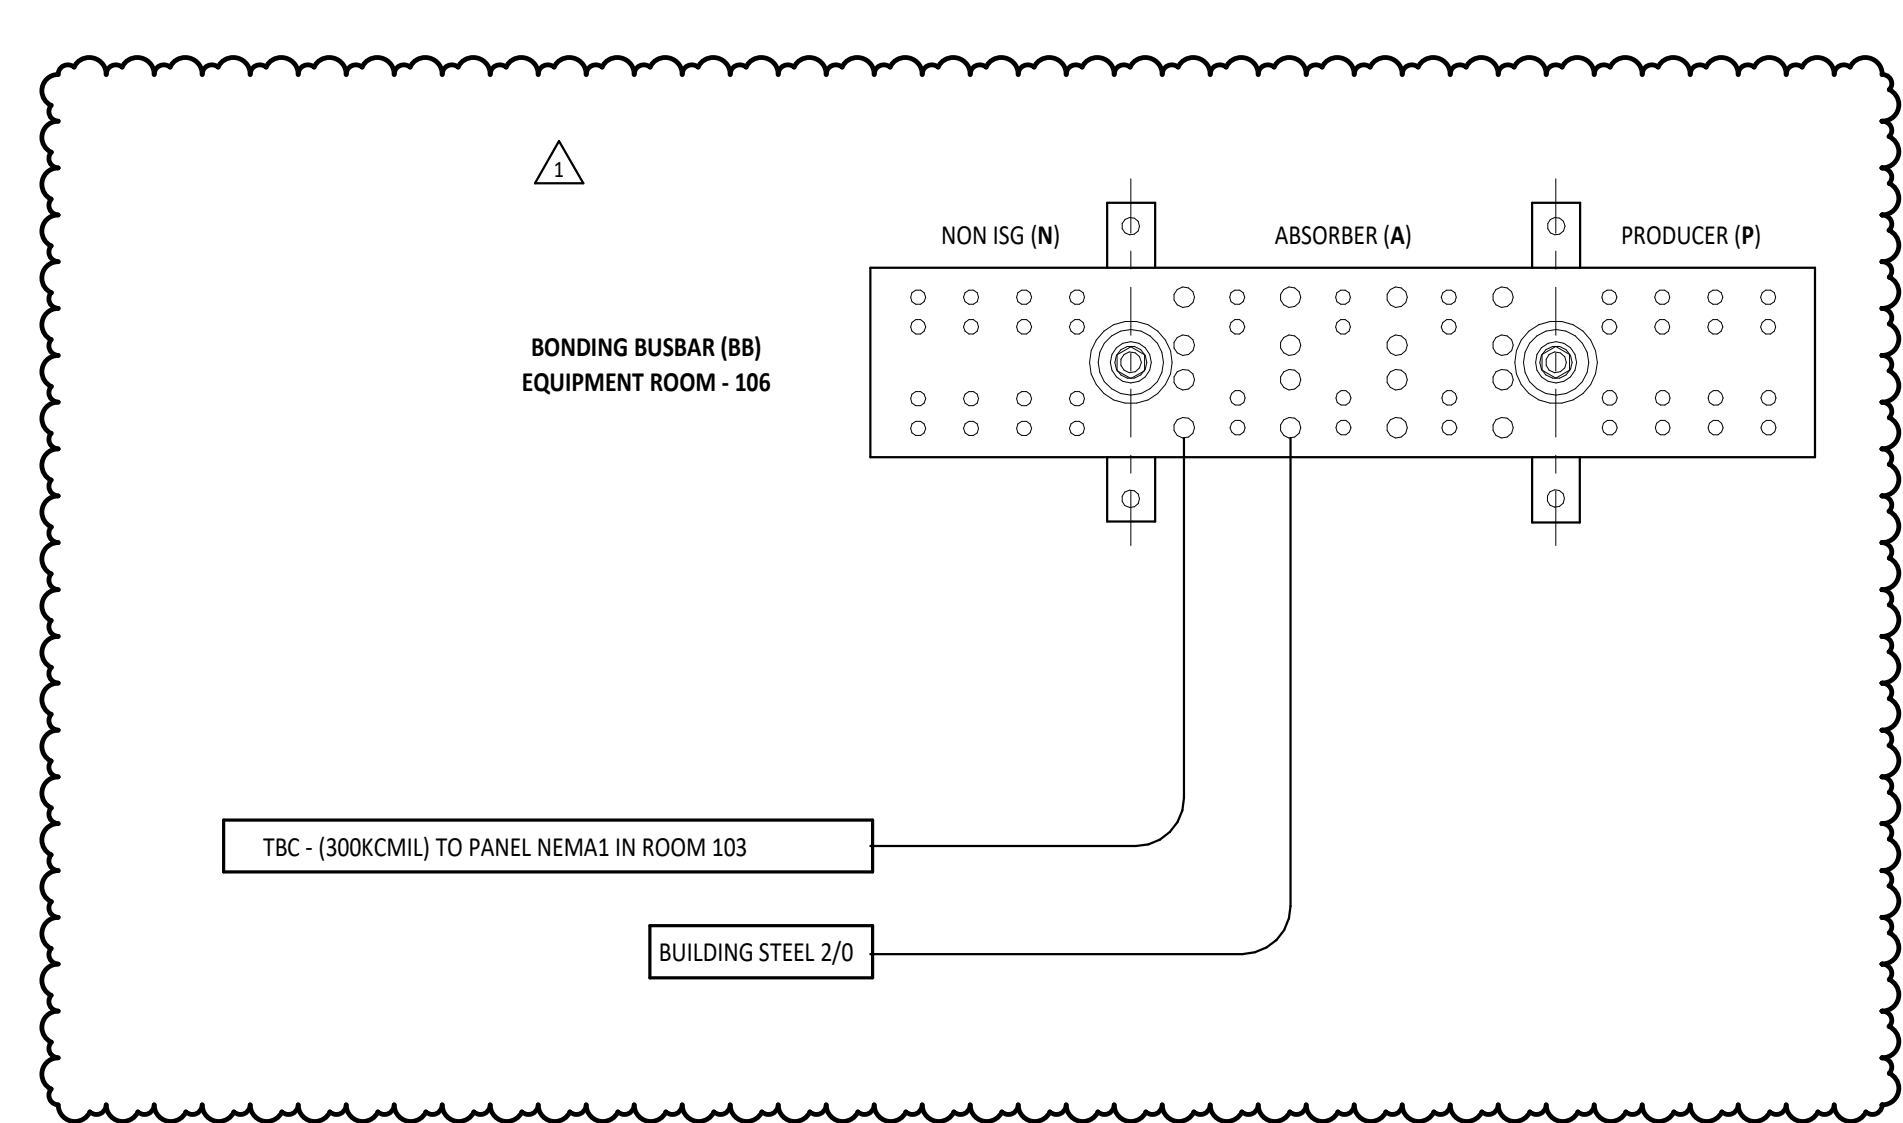 1
NON ISG (N)
ABSORBER (A)
PRODUCER (P)
BONDING BUSBAR (BB)
EQUIPMENT ROOM - 106
TBC - (300KCMIL) TO PANEL NEMA1 IN ROOM 103
BUILDING STEEL 2/0